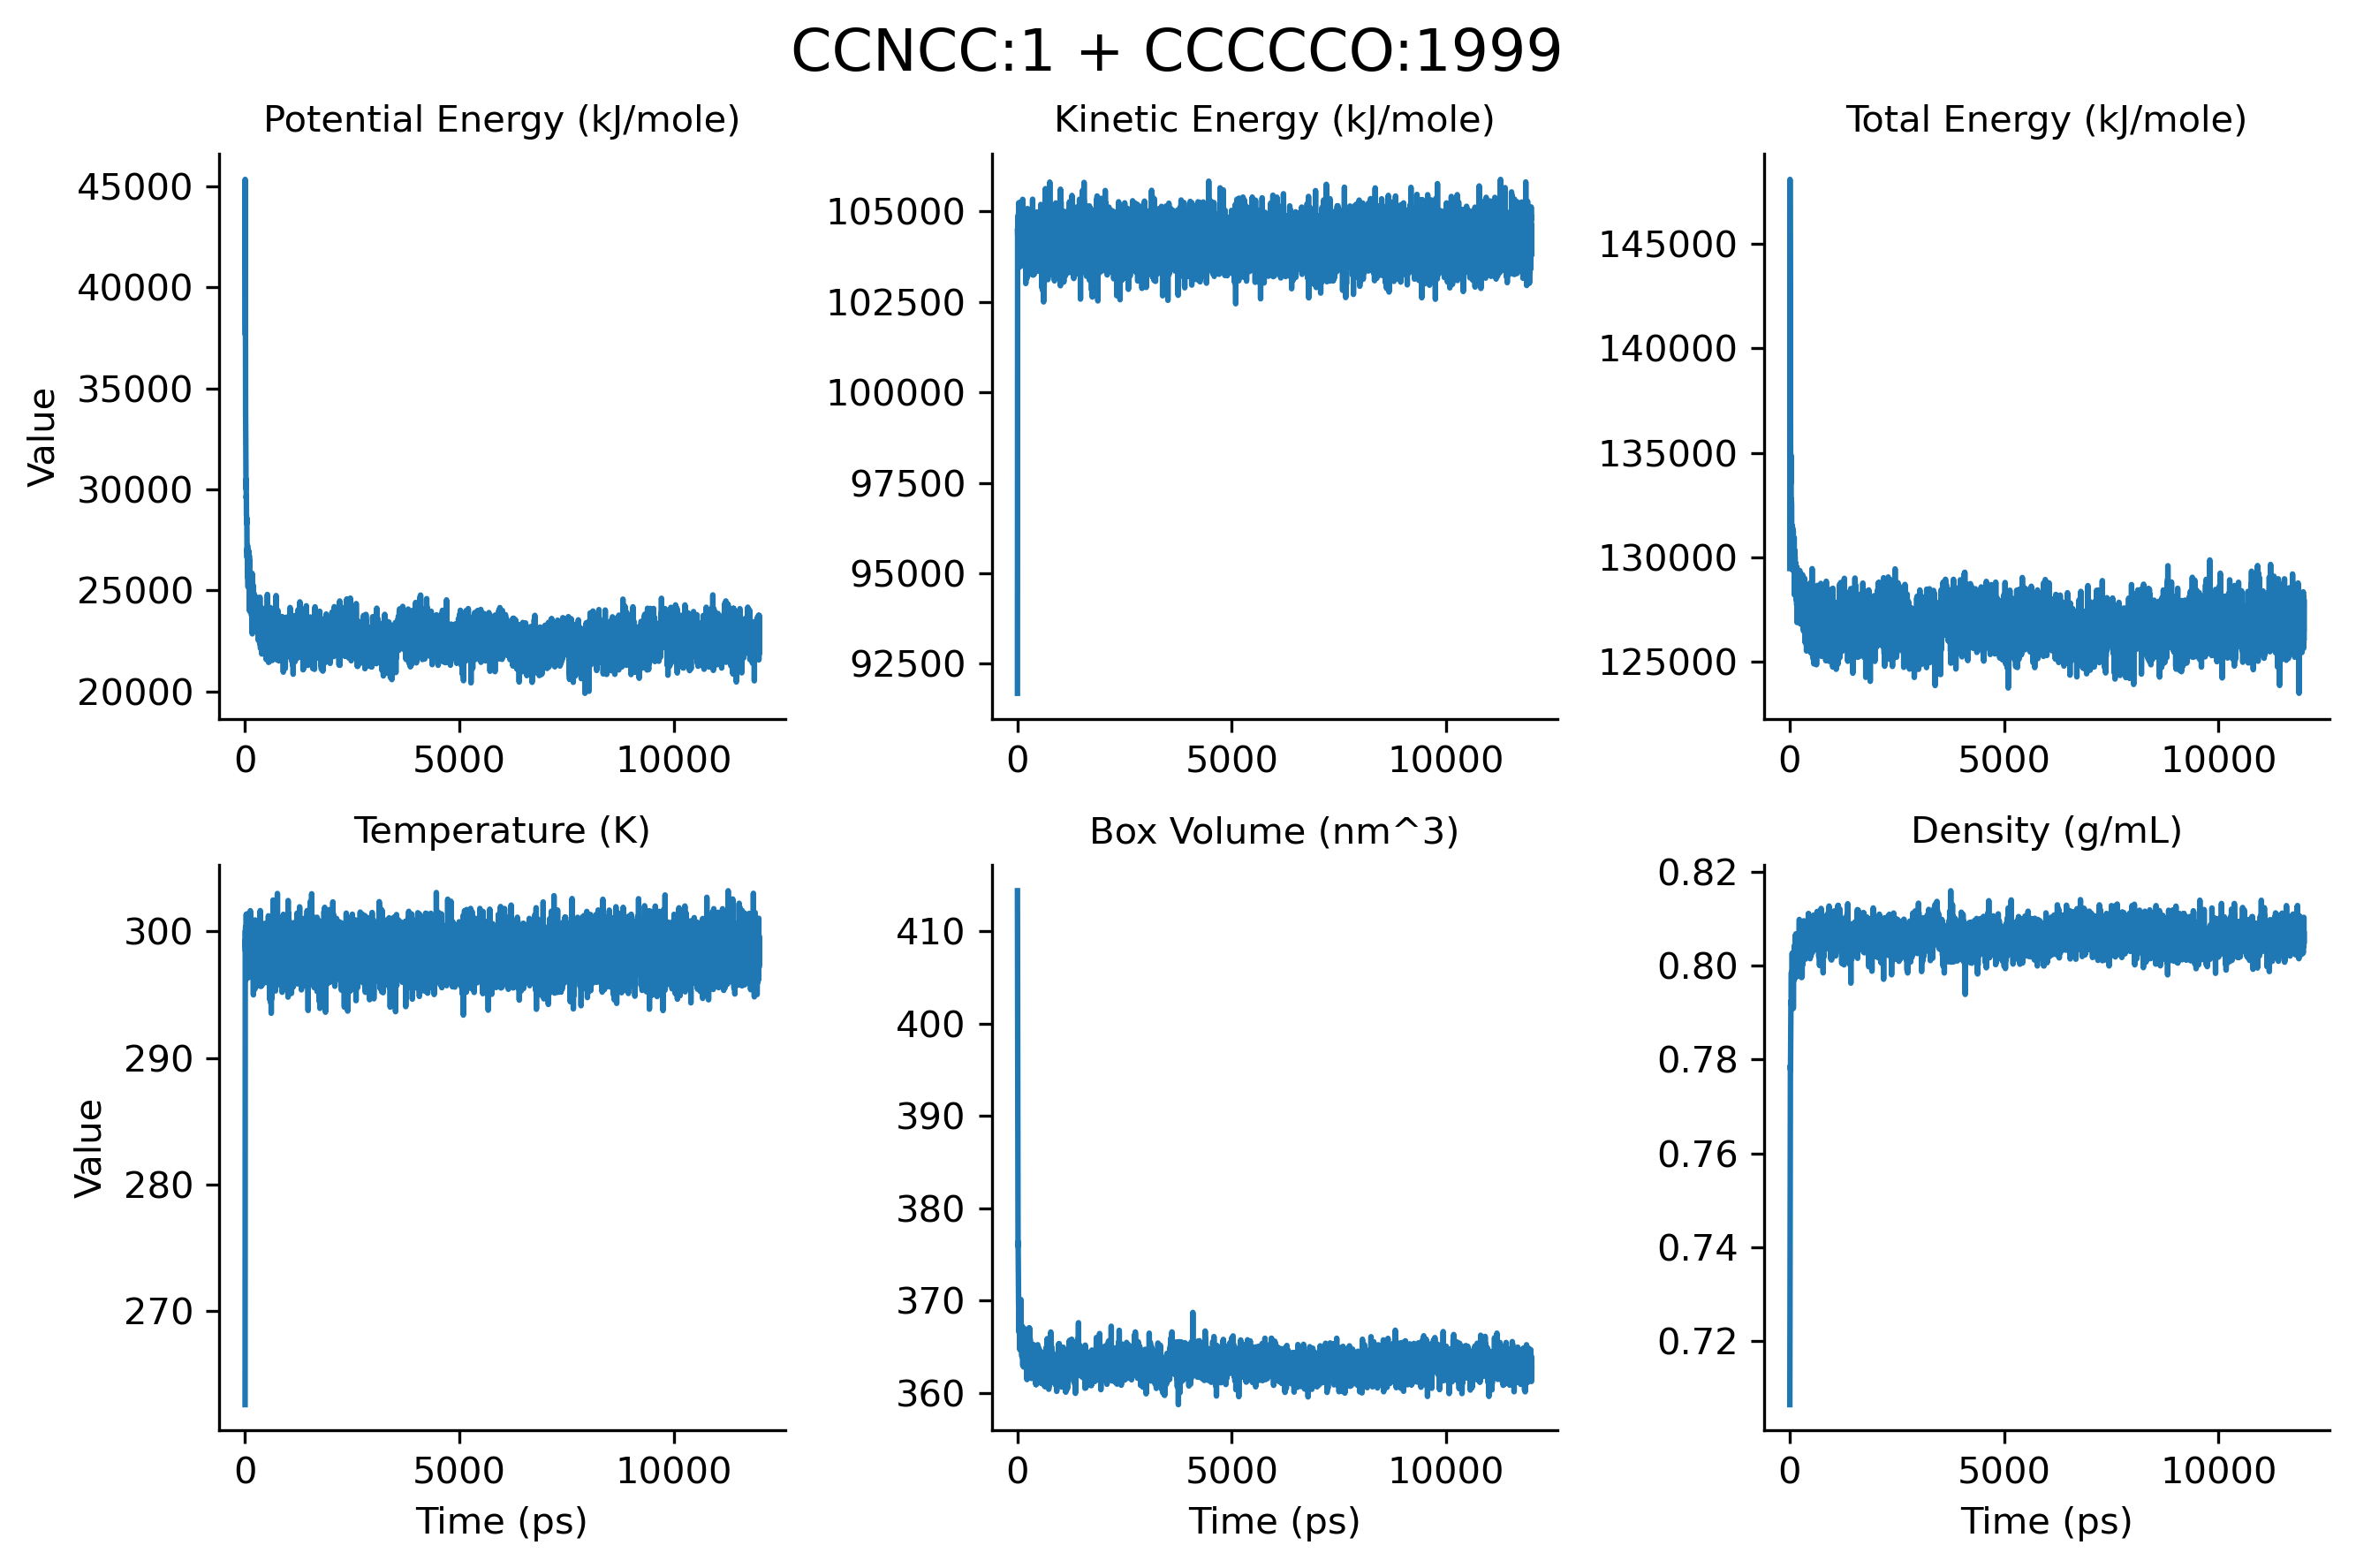 CCNCC:1 + CCCCCO:1999
Potential Energy (kJ/mole)
Kinetic Energy (kJ/mole)
Total Energy (kJ/mole)
Value
45000
40000
35000
30000
25000
20000
0 5000 10000
105000
102500
100000
97500
95000
92500
0 5000 10000
145000
140000
135000
130000
125000
0 5000 10000
Temperature (K)
Box Volume (nm^3)
Density (g/mL)
Value
300
290
280
270
0 5000 10000
Time (ps)
410
400
390
380
370
360
0 5000 10000
Time (ps)
0.82
0.80
0.78
0.76
0.74
0.72
0 5000 10000
Time (ps)